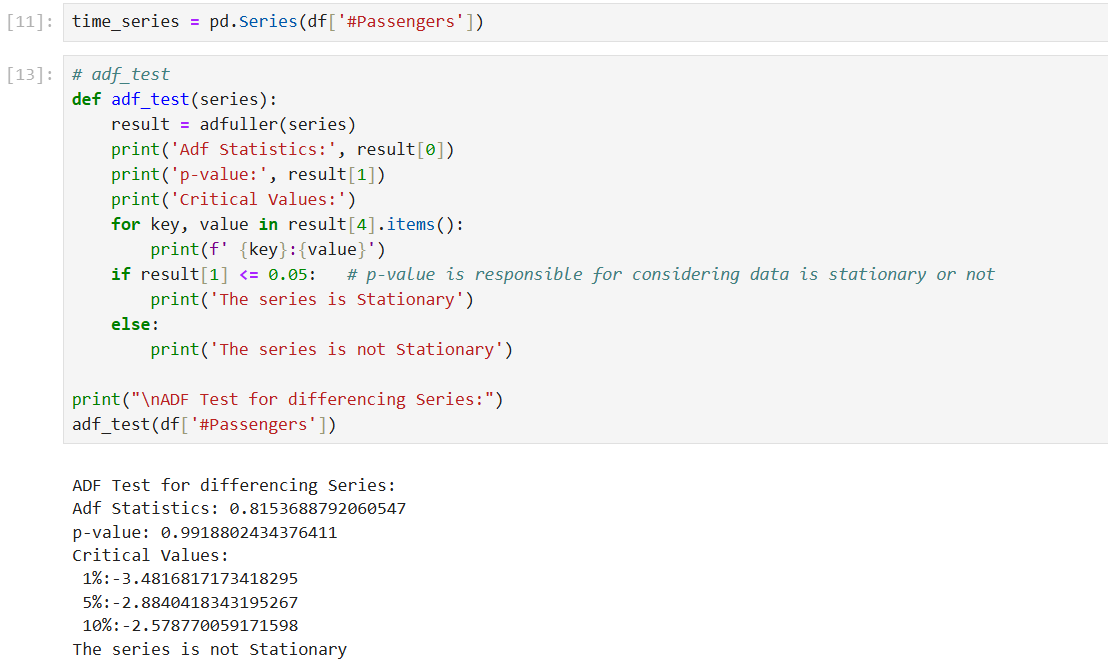 [11]: time_series = pd.Series(df['#Passengers'])
[13]: # adf_test
def adf_test(series):
    result = adfuller(series)
    print('Adf Statistics:', result[0])
    print('p-value:', result[1])
    print('Critical Values:')
    for key, value in result[4].items():
        print(f' {key}:{value}')
    if result[1] <= 0.05:   # p-value is responsible for considering data is stationary or not
        print('The series is Stationary')
    else:
        print('The series is not Stationary')
print("\nADF Test for differencing Series:")
adf_test(df['#Passengers'])
ADF Test for differencing Series:
Adf Statistics: 0.8153688792060547
p-value: 0.9918802434376411
Critical Values:
 1%:-3.4816817173418295
 5%:-2.8840418343195267
 10%:-2.578770059171598
The series is not Stationary